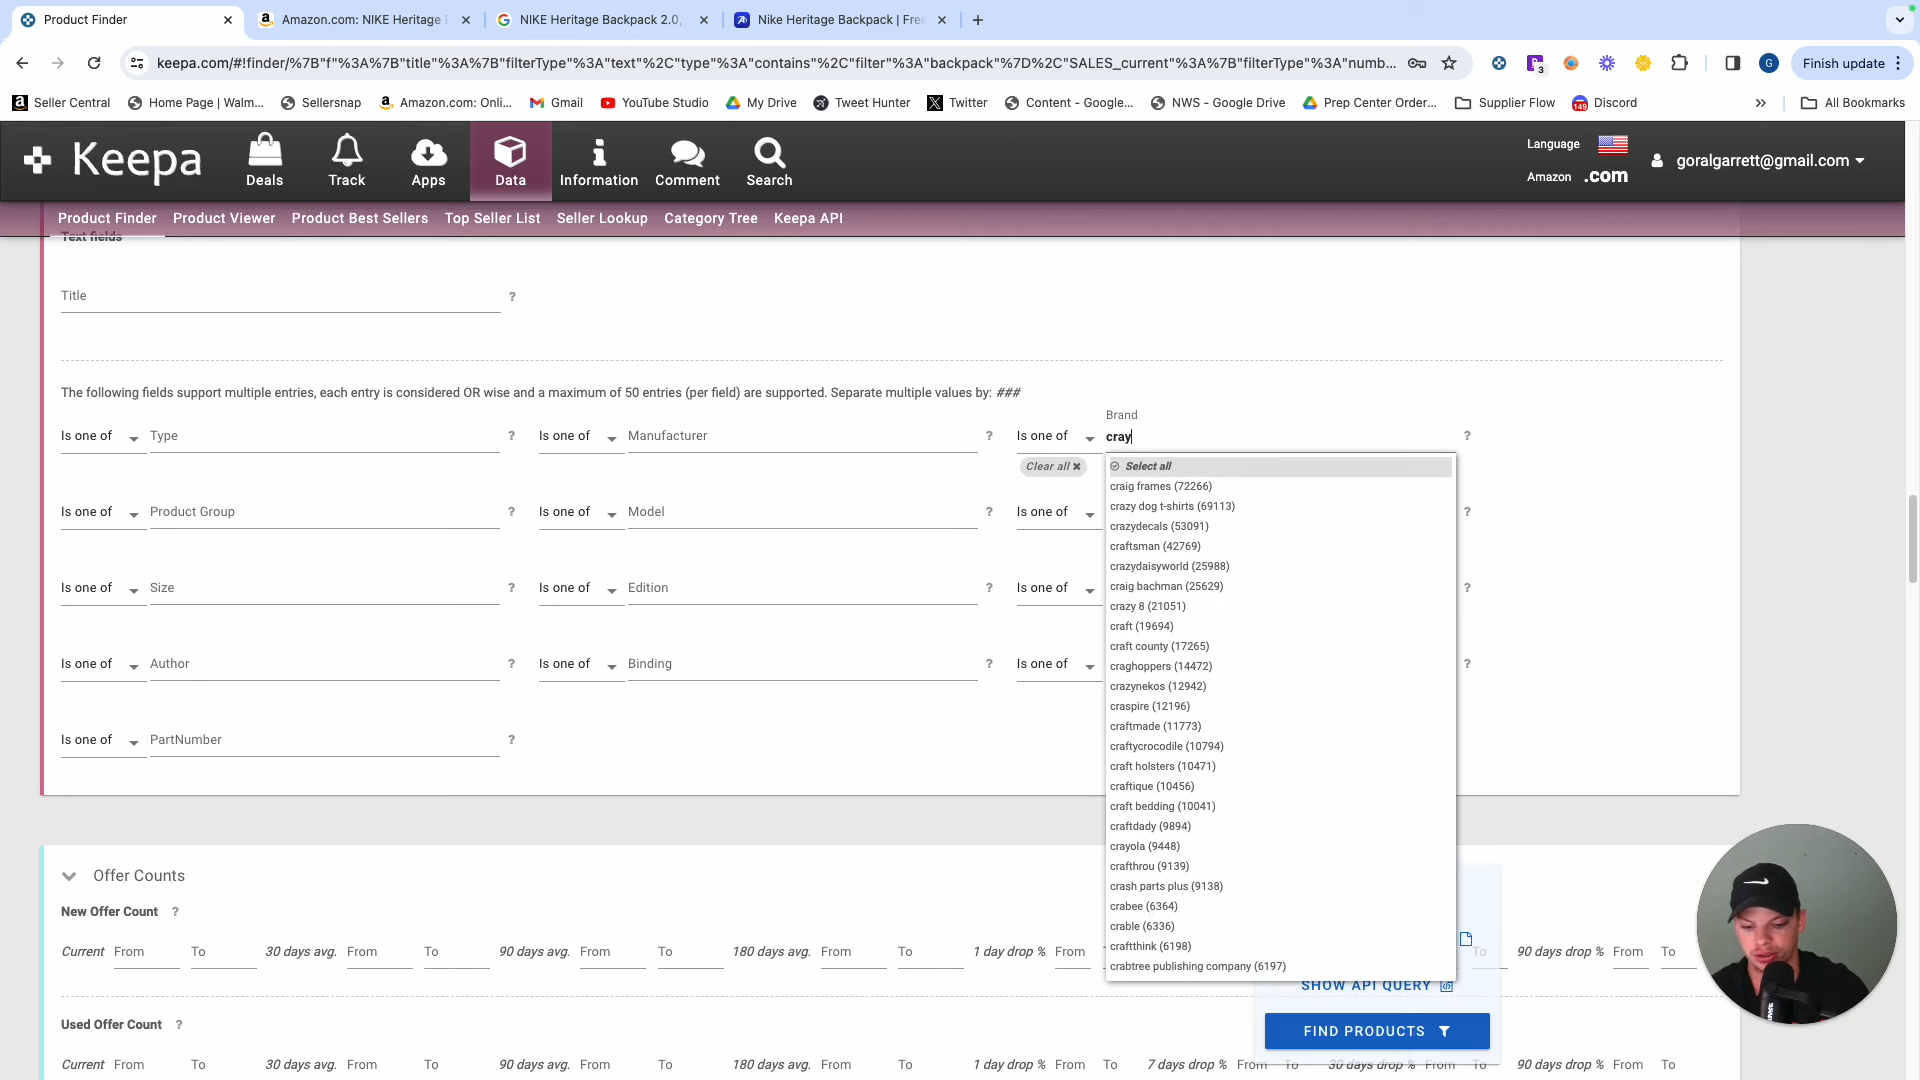 Product Finder
Amazon.com: NIKE Heritage
NIKE Heritage Backpack 2.0,
Nike Heritage Backpack | Fre
keepa.com/#!finder/%7B"f"%3A%7B"title"%3A%7B"filterType"%3A"text"%2C"type"%3A"contains"%2C"filter"%3A"backpack"%7D%2C"SALES_current"%3A%7B"filterType"%3A"numb...
3
G
Finish update
Seller Central
Home Page | Walm...
Sellersnap
Amazon.com: Onli...
Gmail
YouTube Studio
My Drive
Tweet Hunter
Twitter
Content - Google...
NWS - Google Drive
Prep Center Order...
Supplier Flow
149
Discord
»
All Bookmarks
Keepa
Deals
Track
Apps
Data
Information
Comment
Search
Language
Amazon .com
goralgarrett@gmail.com
Product Finder
Product Viewer
Product Best Sellers
Top Seller List
Seller Lookup
Category Tree
Keepa API
Text fields
Title ?
The following fields support multiple entries, each entry is considered OR wise and a maximum of 50 entries (per field) are supported. Separate multiple values by: ###
Brand
Is one of Type ? Is one of Manufacturer ? Is one of cray ?
Clear all ×
Is one of Product Group ? Is one of Model ? Is one of ?
Is one of Size ? Is one of Edition ? Is one of ?
Is one of Author ? Is one of Binding ? Is one of ?
Is one of PartNumber ?
Select all
craig frames (72266)
crazy dog t-shirts (69113)
crazydecals (53091)
craftsman (42769)
crazydaisyworld (25988)
craig bachman (25629)
crazy 8 (21051)
craft (19694)
craft county (17265)
craghoppers (14472)
crazynekos (12942)
craspire (12196)
craftmade (11773)
craftycrocodile (10794)
craft holsters (10471)
craftique (10456)
craft bedding (10041)
craftdady (9894)
crayola (9448)
crafthrou (9139)
crash parts plus (9138)
crabee (6364)
crable (6336)
craftthink (6198)
crabtree publishing company (6197)
Offer Counts
New Offer Count ?
Current From To 30 days avg. From To 90 days avg. From To 180 days avg. From To 1 day drop % From To 90 days drop % From To
SHOW API QUERY
Used Offer Count ?
FIND PRODUCTS
Current From To 30 days avg. From To 90 days avg. From To 180 days avg. From To 1 day drop % From To 7 days drop % From To 30 days drop % From To 90 days drop % From To